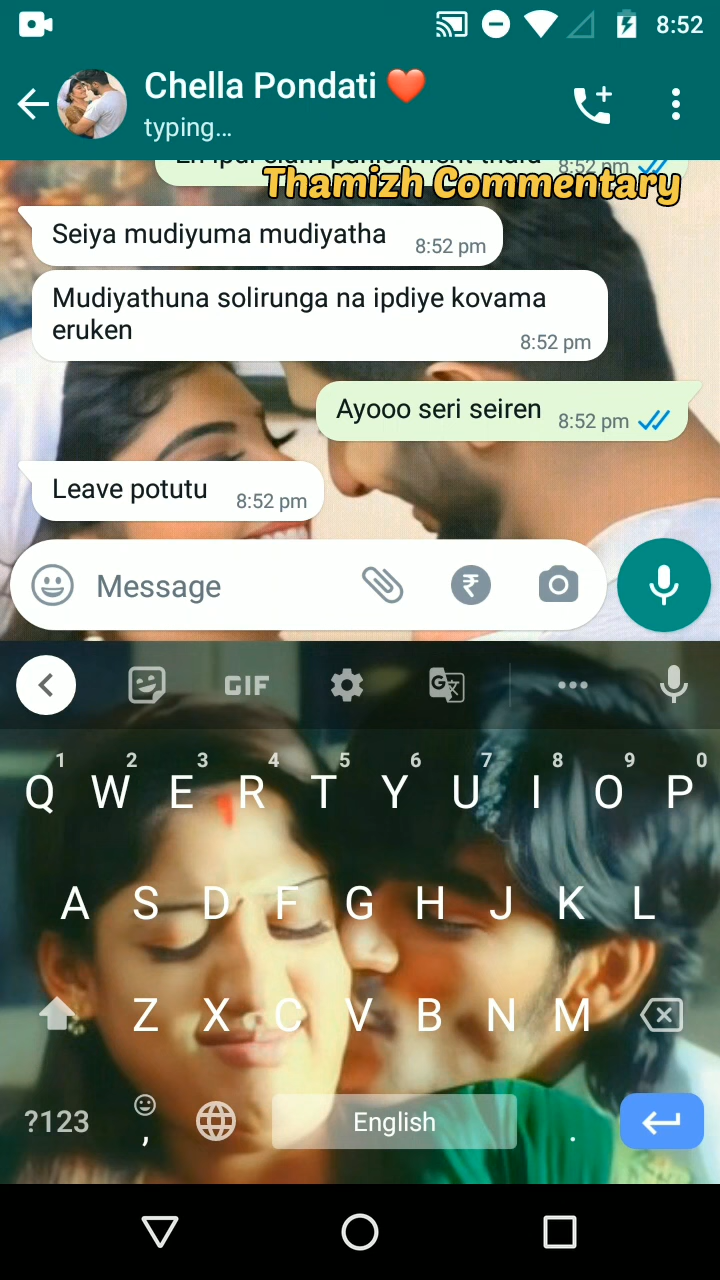 8:52
Chella Pondati ❤️
typing...
8:52 pm
Thamizh Commentary
Seiya mudiyuma mudiyatha
8:52 pm
Mudiyathuna solirunga na ipdiye kovama
eruken
8:52 pm
Ayooo seri seiren
8:52 pm
Leave potutu
8:52 pm
Message
GIF
1 2 3 4 5 6 7 8 9 0
Q W E R T Y U I O P
A S D F G H J K L
Z X C V B N M
?123 , English .